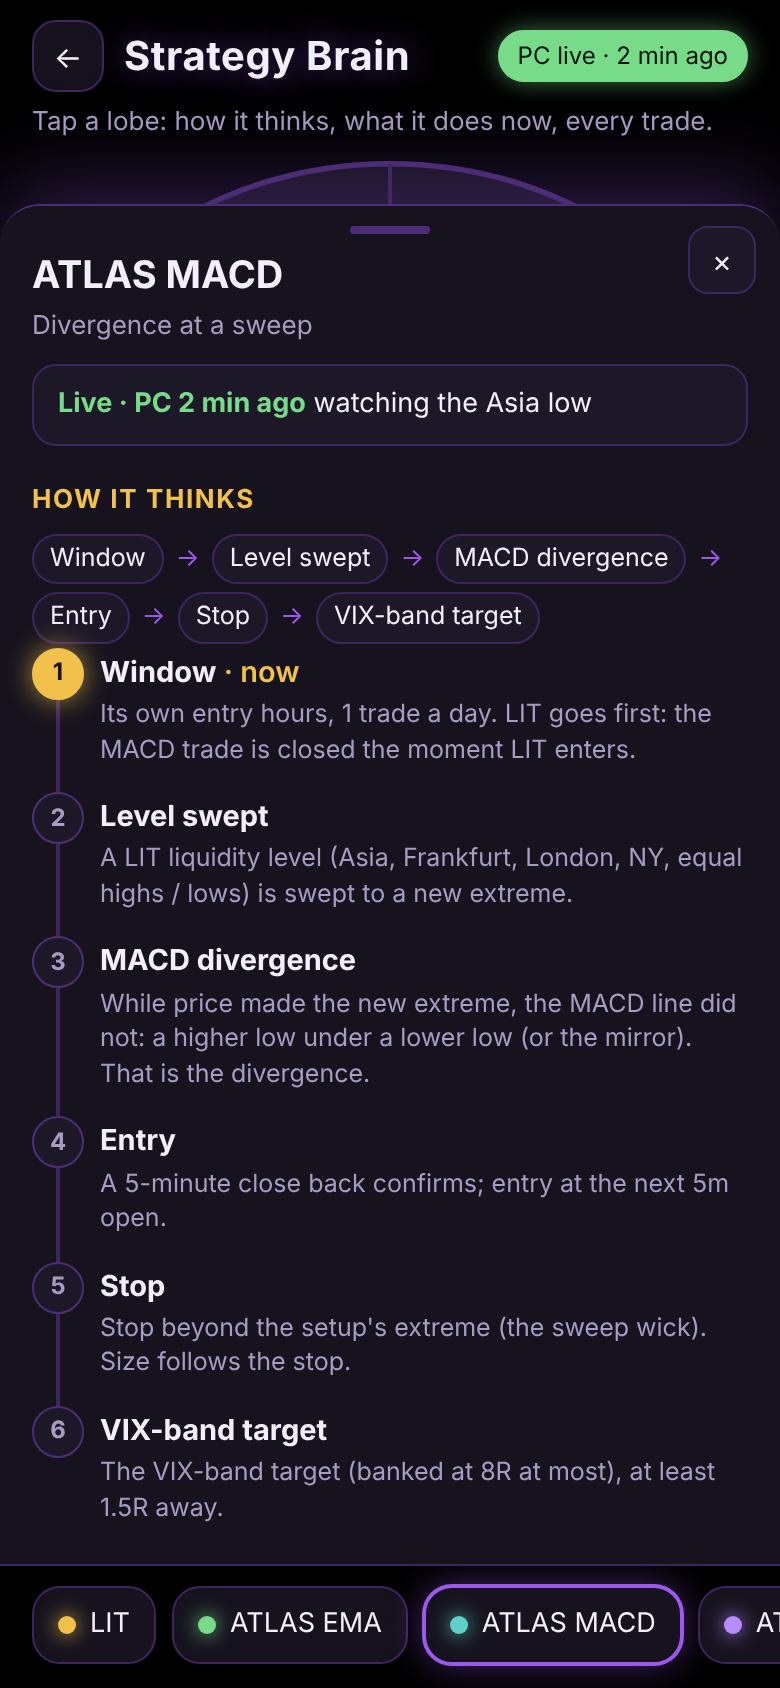 ← Strategy Brain PC live · 2 min ago
Tap a lobe: how it thinks, what it does now, every trade.
ATLAS MACD ×
Divergence at a sweep
Live · PC 2 min ago watching the Asia low
HOW IT THINKS
Window → Level swept → MACD divergence →
Entry → Stop → VIX-band target
1 Window · now
Its own entry hours, 1 trade a day. LIT goes first: the
MACD trade is closed the moment LIT enters.
2 Level swept
A LIT liquidity level (Asia, Frankfurt, London, NY, equal
highs / lows) is swept to a new extreme.
3 MACD divergence
While price made the new extreme, the MACD line did
not: a higher low under a lower low (or the mirror).
That is the divergence.
4 Entry
A 5-minute close back confirms; entry at the next 5m
open.
5 Stop
Stop beyond the setup's extreme (the sweep wick).
Size follows the stop.
6 VIX-band target
The VIX-band target (banked at 8R at most), at least
1.5R away.
LIT ATLAS EMA ATLAS MACD